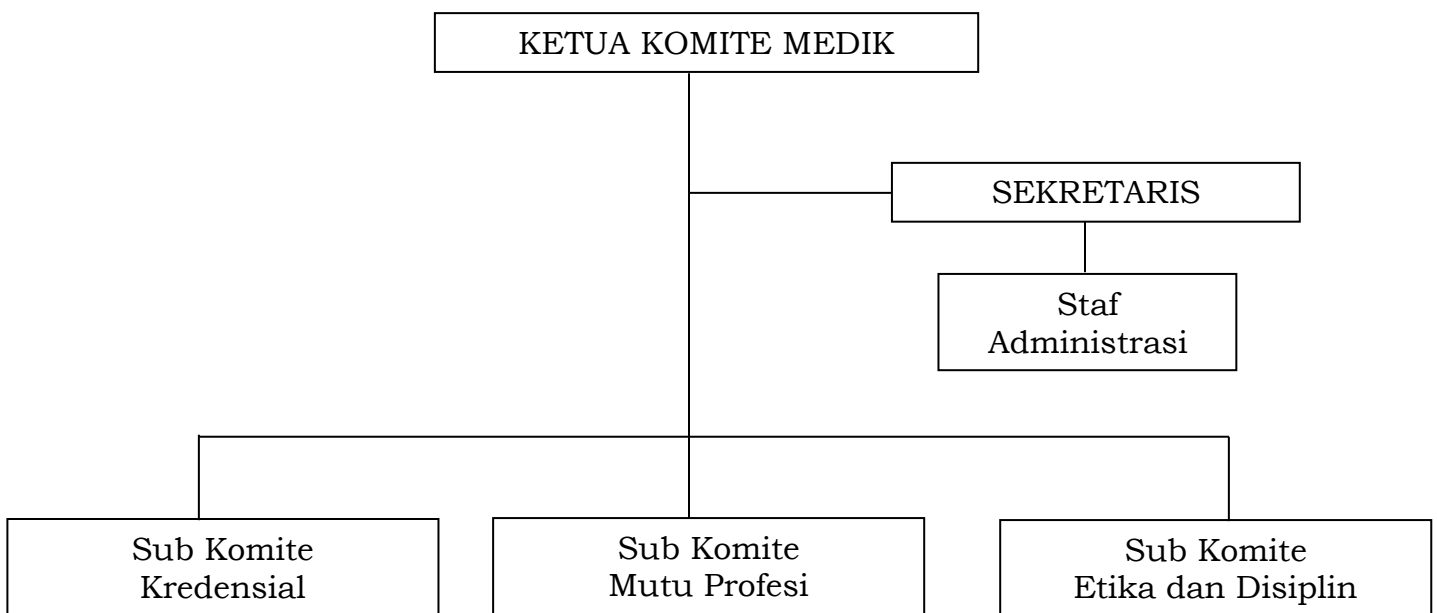 KETUA KOMITE MEDIK
SEKRETARIS
Staf
Administrasi
Sub Komite
Kredensial
Sub Komite
Mutu Profesi
Sub Komite
Etika dan Disiplin